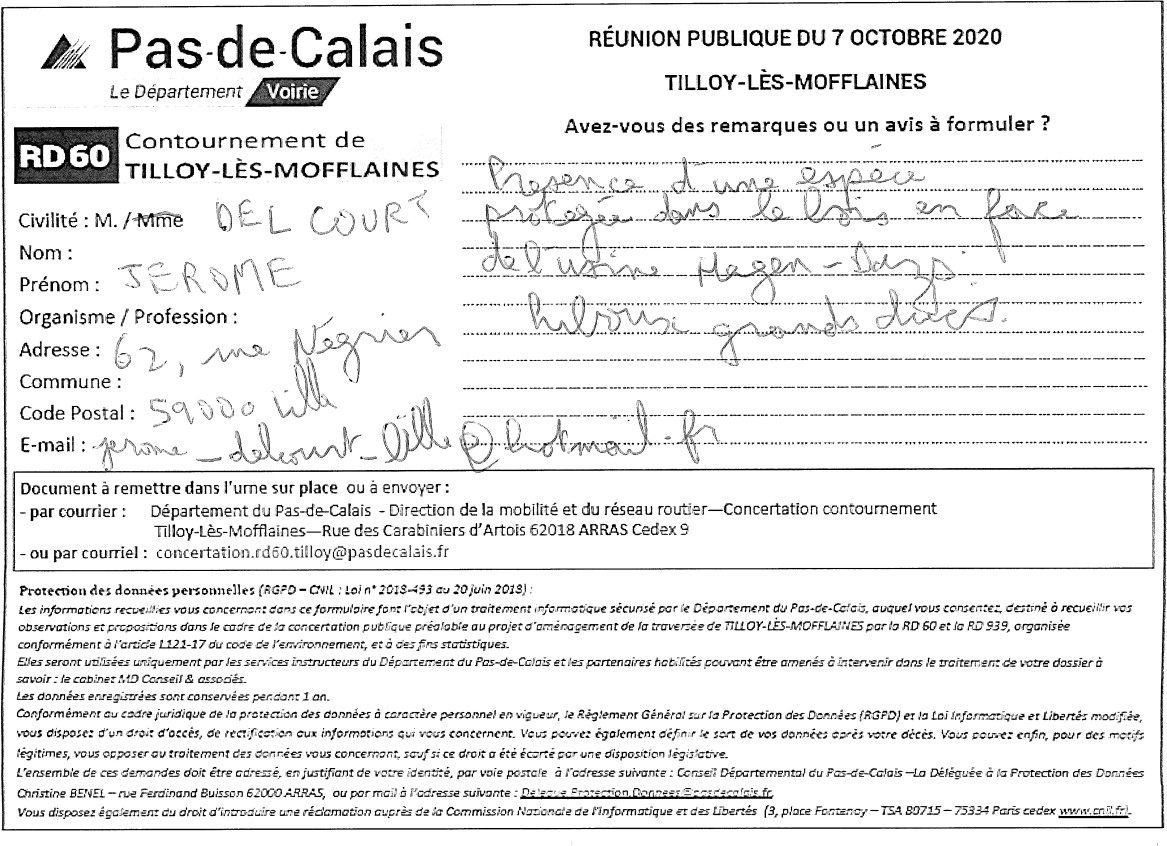 Pas-de-Calais
Le Département Voirie
RÉUNION PUBLIQUE DU 7 OCTOBRE 2020
TILLOY-LÈS-MOFFLAINES
RD 60 Contournement de
TILLOY-LÈS-MOFFLAINES
Civilité : M. /Mme DELCOURT
Nom :
Prénom : JEROME
Organisme / Profession :
Adresse : 62, rue Négrier
Commune :
Code Postal : 59000 Lille
E-mail : jerome_delcourt_lille@hotmail.fr
Avez-vous des remarques ou un avis à formuler ?
Présence d'une espéce
protegée dans le bois en face
de l'usine Hagen-Dazs.
hiboux grands ducs.
Document à remettre dans l'urne sur place ou à envoyer :
- par courrier : Département du Pas-de-Calais - Direction de la mobilité et du réseau routier—Concertation contournement
Tilloy-Lès-Mofflaines—Rue des Carabiniers d'Artois 62018 ARRAS Cedex 9
- ou par courriel : concertation.rd60.tilloy@pasdecalais.fr
Protection des données personnelles (RGPD – CNIL : Loi n° 2018-493 au 20 juin 2018) :
Les informations recueillies vous concernant dans ce formulaire font l'objet d'un traitement informatique sécurisé par le Département du Pas-de-Calais, auquel vous consentez, destiné à recueillir vos
observations et propositions dans le cadre de la concertation publique préalable au projet d'aménagement de la traversée de TILLOY-LÈS-MOFFLAINES par la RD 60 et la RD 939, organisée
conformément à l'article L121-17 du code de l'environnement, et à des fins statistiques.
Elles seront utilisées uniquement par les services instructeurs du Département du Pas-de-Calais et les partenaires habilités pouvant être amenés à intervenir dans le traitement de votre dossier à
savoir : le cabinet MD Conseil & associés.
Les données enregistrées sont conservées pendant 1 an.
Conformément au cadre juridique de la protection des données à caractère personnel en vigueur, le Règlement Général sur la Protection des Données (RGPD) et la Loi Informatique et Libertés modifiée,
vous disposez d'un droit d'accès, de rectification aux informations qui vous concernent. Vous pouvez également définir le sort de vos données après votre décès. Vous pouvez enfin, pour des motifs
légitimes, vous opposer au traitement des données vous concernant, sauf si ce droit a été écarté par une disposition législative.
L'ensemble de ces demandes doit être adressé, en justifiant de votre identité, par voie postale à l'adresse suivante : Conseil Départemental du Pas-de-Calais –La Déléguée à la Protection des Données
Christine BENEL – rue Ferdinand Buisson 62000 ARRAS, ou par mail à l'adresse suivante : Delegue.Protection.Donnees@pasdecalais.fr.
Vous disposez également du droit d'introduire une réclamation auprès de la Commission Nationale de l'Informatique et des Libertés (3, place Fontenoy – TSA 80715 – 75334 Paris cedex www.cnil.fr).